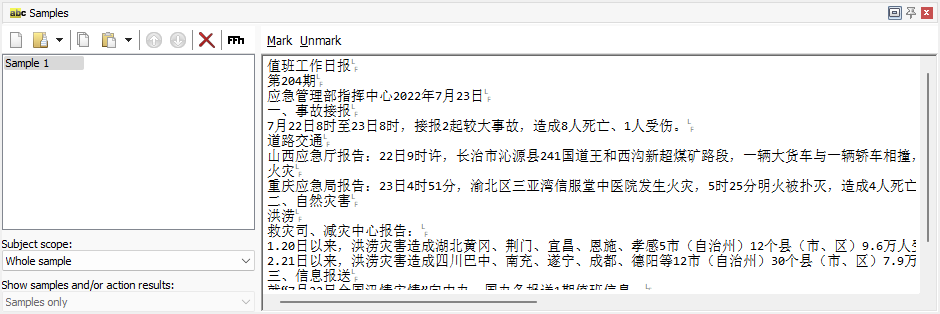 abc Samples
FFh
Mark Unmark
Sample 1
值班工作日报
第204期
应急管理部指挥中心2022年7月23日
一、事故接报
7月22日8时至23日8时，接报2起较大事故，造成8人死亡、1人受伤。
道路交通
山西应急厅报告：22日9时许，长治市沁源县241国道王和西沟新超煤矿路段，一辆大货车与一辆轿车相撞，
火灾
重庆应急局报告：23日4时51分，渝北区三亚湾信服堂中医院发生火灾，5时25分明火被扑灭，造成4人死亡
二、自然灾害
洪涝
救灾司、减灾中心报告：
1.20日以来，洪涝灾害造成湖北黄冈、荆门、宜昌、恩施、孝感5市（自治州）12个县（市、区）9.6万人受
2.21日以来，洪涝灾害造成四川巴中、南充、遂宁、成都、德阳等12市（自治州）30个县（市、区）7.9万
三、信息报送
Subject scope:
Whole sample
Show samples and/or action results:
Samples only